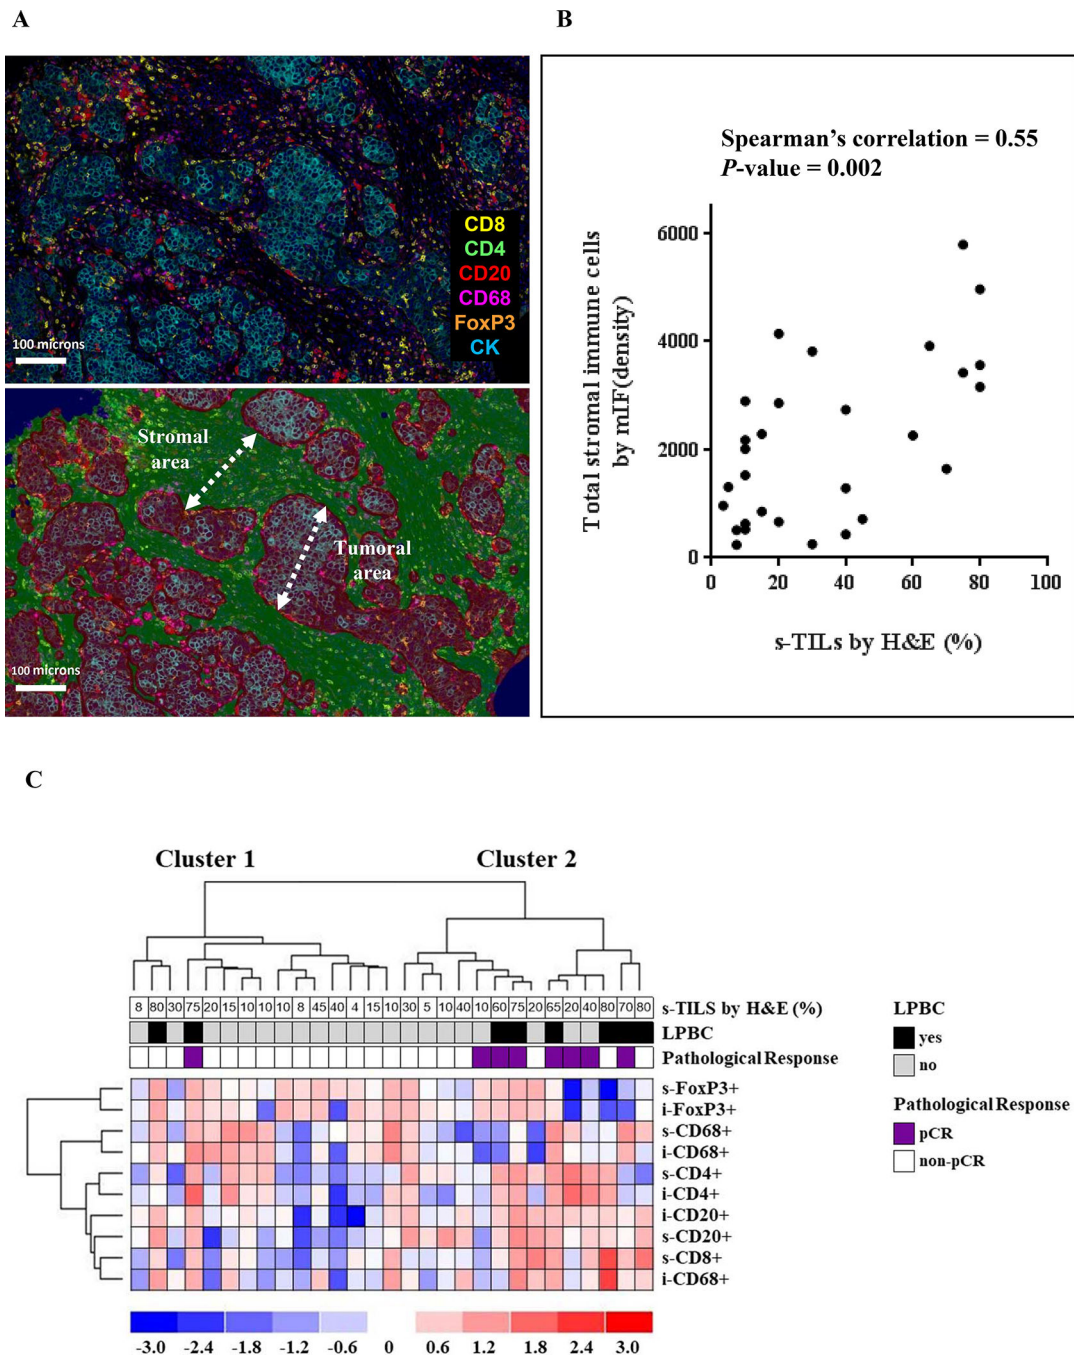 A
B
CD8
CD4
CD20
CD68
FoxP3
CK
100 microns
Stromal
area
Tumoral
area
100 microns
Spearman's correlation = 0.55
P-value = 0.002
Total stromal immune cells
by mIF(density)
6000
4000
2000
0
0 20 40 60 80 100
s-TILs by H&E (%)
C
Cluster 1 Cluster 2
8 80 30 75 20 15 10 10 10 8 45 40 4 15 10 30 5 10 40 10 60 75 20 65 20 40 80 70 80 s-TILS by H&E (%)
LPBC
Pathological Response
s-FoxP3+
i-FoxP3+
s-CD68+
i-CD68+
s-CD4+
i-CD4+
i-CD20+
s-CD20+
s-CD8+
i-CD68+
LPBC
yes
no
Pathological Response
pCR
non-pCR
-3.0 -2.4 -1.8 -1.2 -0.6 0 0.6 1.2 1.8 2.4 3.0